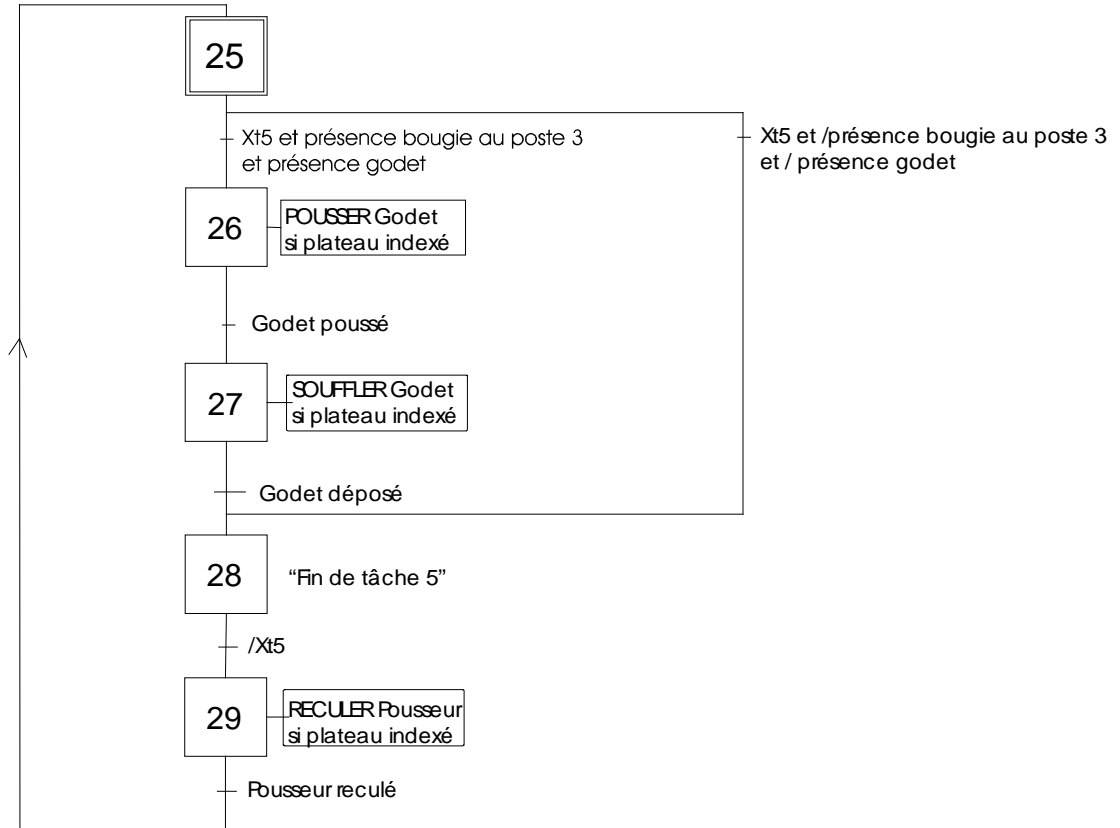 25
Xt5 et présence bougie au poste 3
et présence godet
Xt5 et /présence bougie au poste 3
et / présence godet
26
POUSSER Godet
si plateau indexé
Godet poussé
27
SOUFFLER Godet
si plateau indexé
Godet déposé
28
“Fin de tâche 5”
/Xt5
29
RECULER Pousseur
si plateau indexé
Pousseur reculé